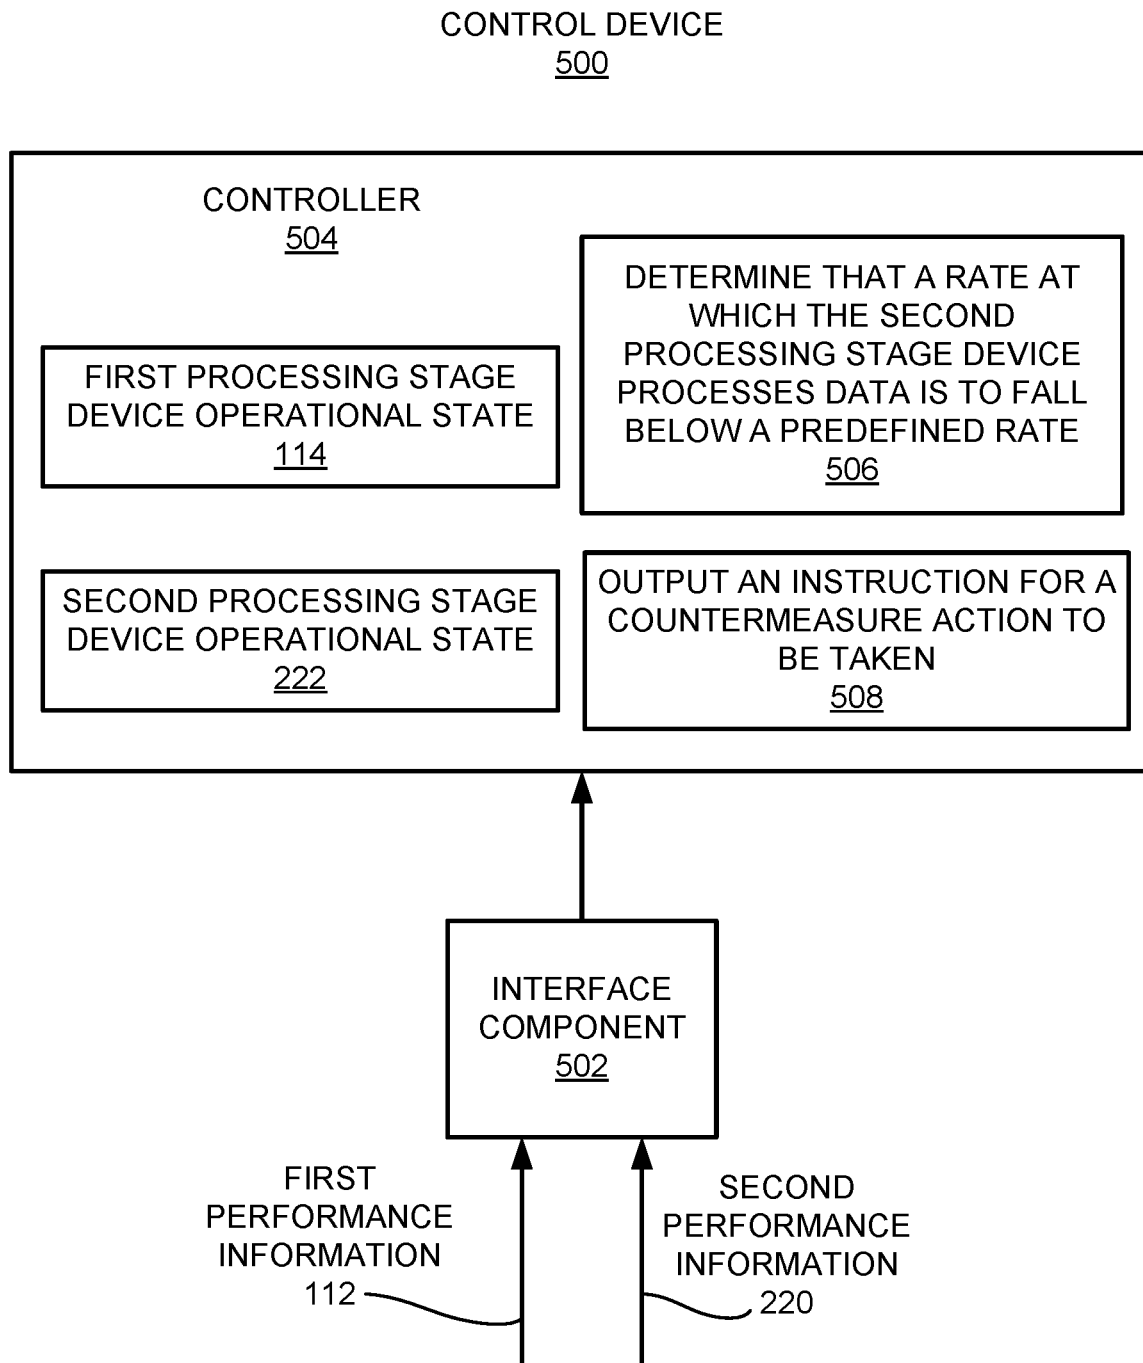 CONTROL DEVICE
500
CONTROLLER
504
FIRST PROCESSING STAGE
DEVICE OPERATIONAL STATE
114
SECOND PROCESSING STAGE
DEVICE OPERATIONAL STATE
222
DETERMINE THAT A RATE AT
WHICH THE SECOND
PROCESSING STAGE DEVICE
PROCESSES DATA IS TO FALL
BELOW A PREDEFINED RATE
506
OUTPUT AN INSTRUCTION FOR A
COUNTERMEASURE ACTION TO
BE TAKEN
508
INTERFACE
COMPONENT
502
FIRST
PERFORMANCE
INFORMATION
112
SECOND
PERFORMANCE
INFORMATION
220